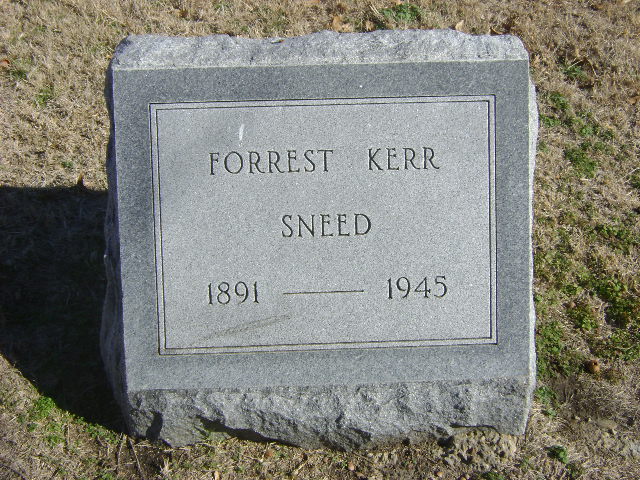 FORREST KERR
SNEED
1891 — 1945